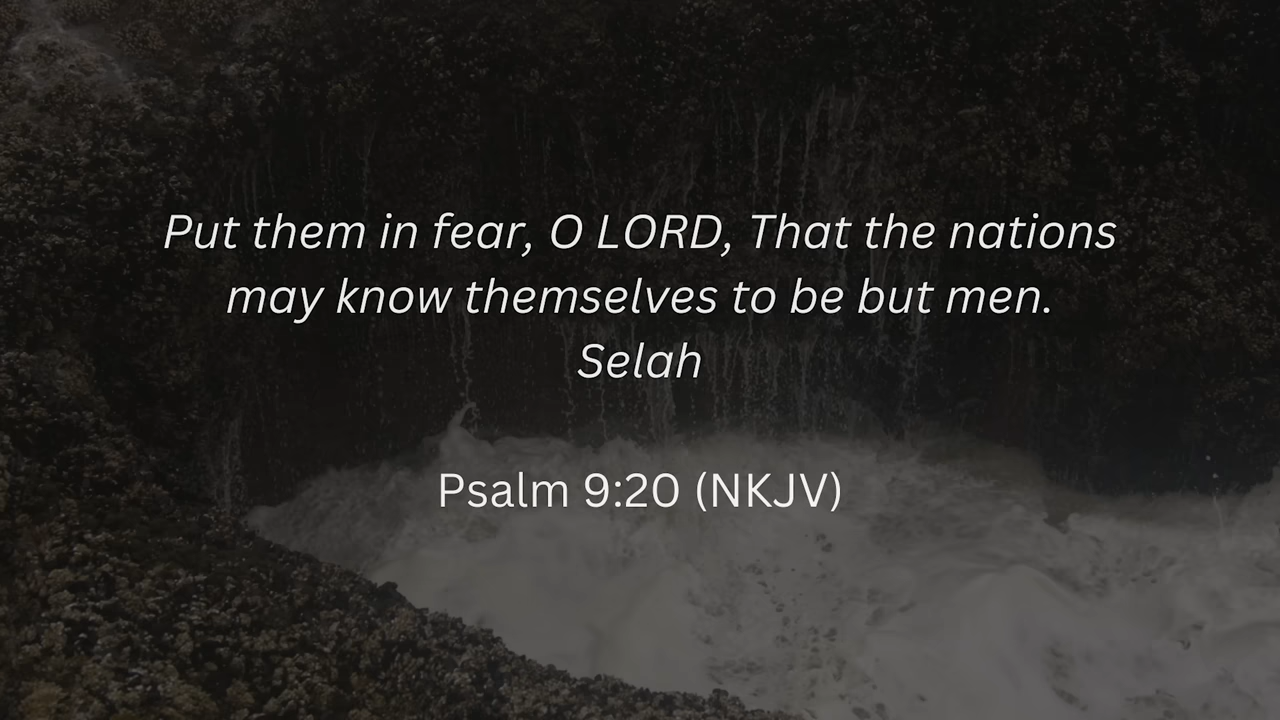 Put them in fear, O LORD, That the nations
may know themselves to be but men.
Selah
Psalm 9:20 (NKJV)